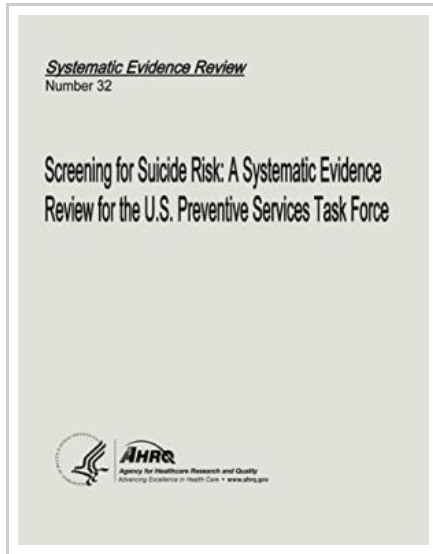 Systematic Evidence Review
Number 32
Screening for Suicide Risk: A Systematic Evidence
Review for the U.S. Preventive Services Task Force
AHRQ
Agency for Healthcare Research and Quality
Advancing Excellence in Health Care • www.ahrq.gov